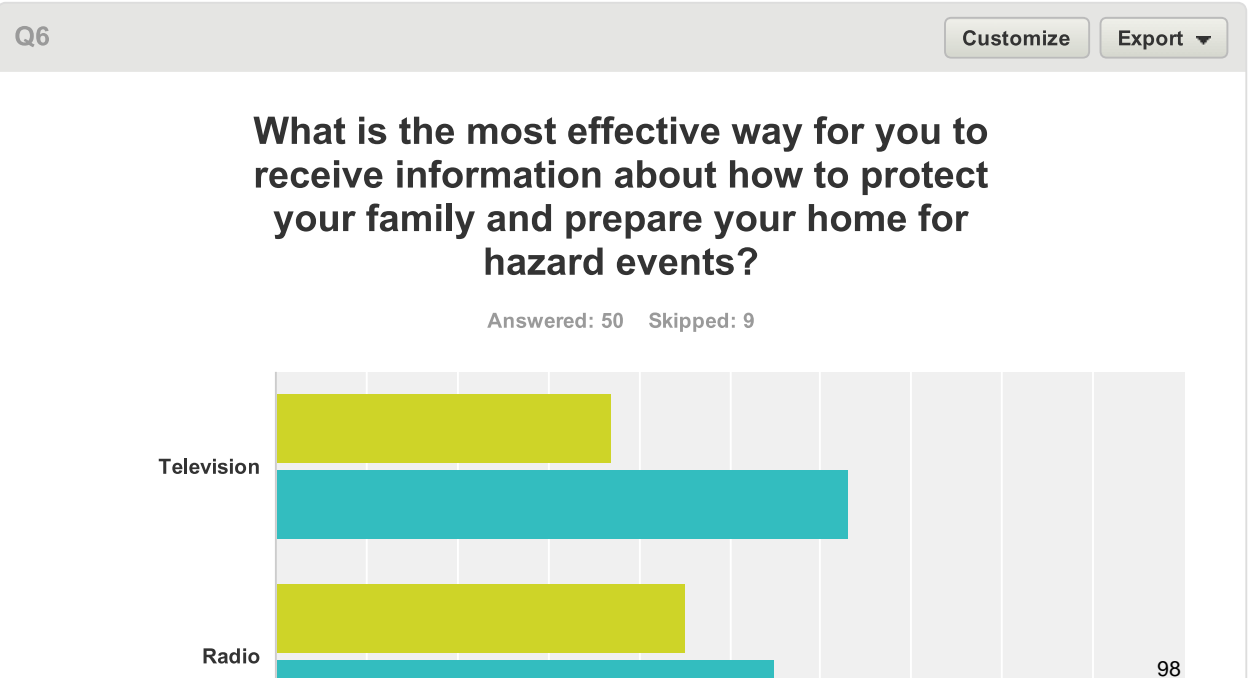 Q6
Customize
Export
What is the most effective way for you to
receive information about how to protect
your family and prepare your home for
hazard events?
Answered: 50 Skipped: 9
Television
Radio
98